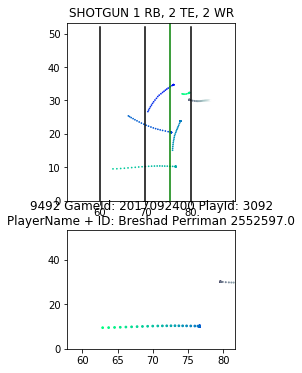 SHOTGUN 1 RB, 2 TE, 2 WR
50
40
30
20
10
0
60 70 80
9492 GameId: 2017092400 PlayId: 3092
PlayerName + ID: Breshad Perriman 2552597.0
40
20
0
60 65 70 75 80